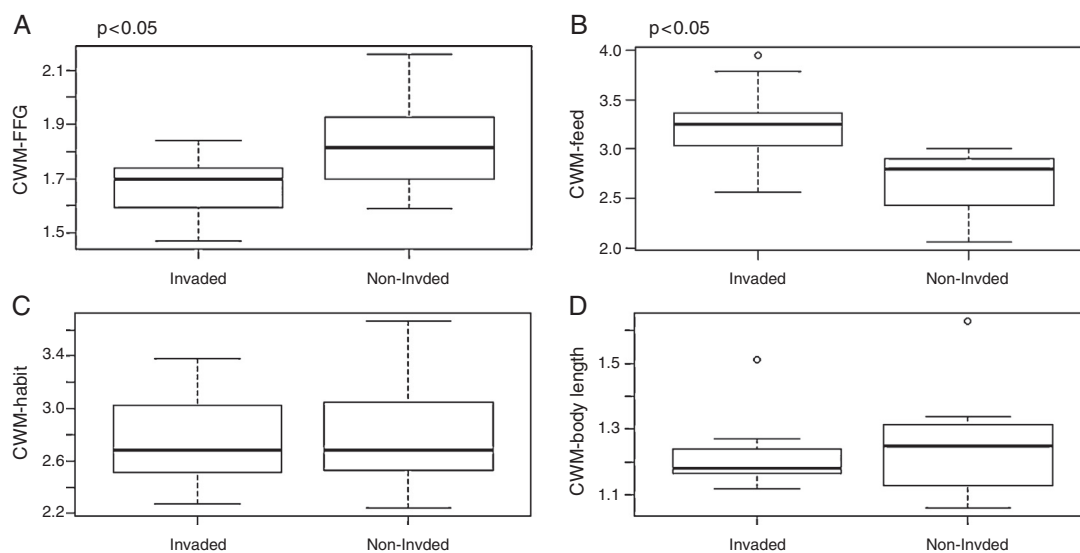 A
p<0.05
CWM-FFG
2.1
1.9
1.7
1.5
Invaded
Non-Invded
B
p<0.05
CWM-feed
4.0
3.5
3.0
2.5
2.0
Invaded
Non-Invded
C
CWM-habit
3.4
3.0
2.6
2.2
Invaded
Non-Invded
D
CWM-body length
1.5
1.3
1.1
Invaded
Non-Invded